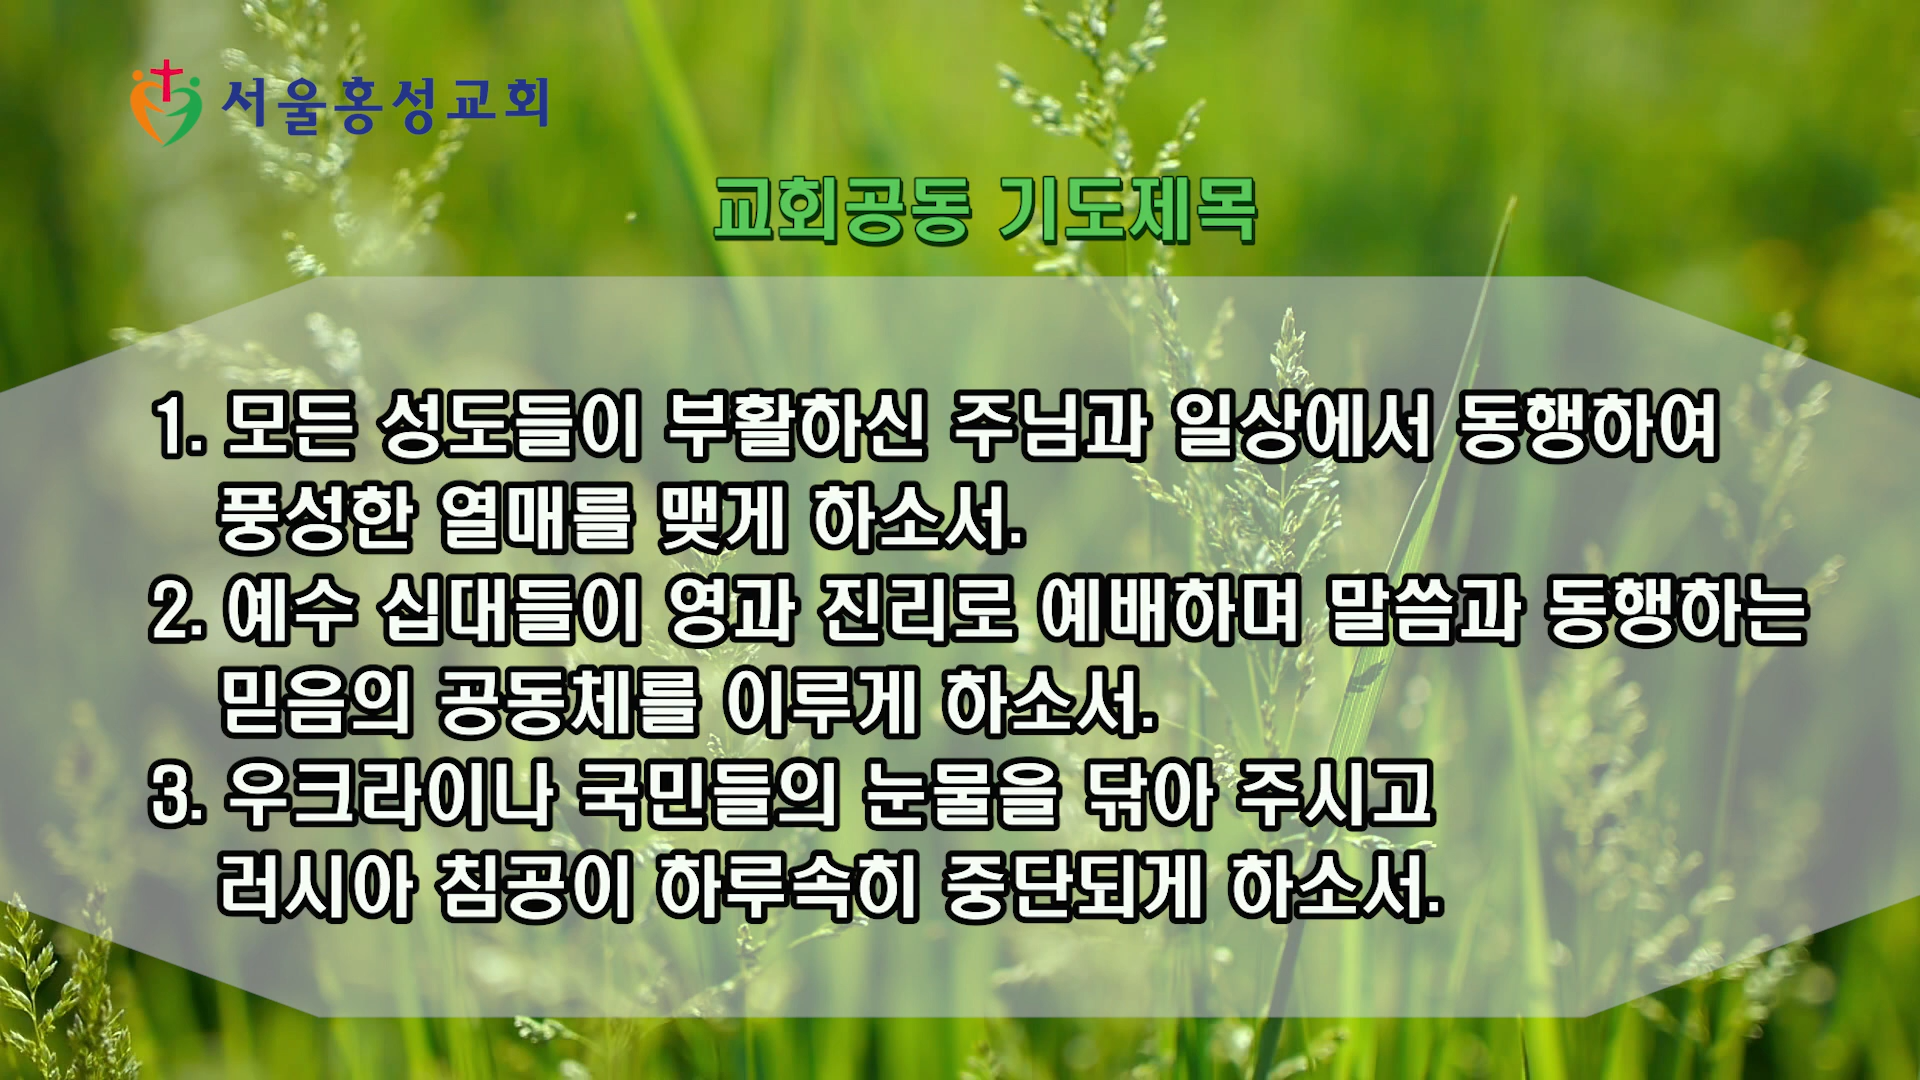 서울홍성교회
교회공동 기도제목
1. 모든 성도들이 부활하신 주님과 일상에서 동행하여
풍성한 열매를 맺게 하소서.
2. 예수 십대들이 영과 진리로 예배하며 말씀과 동행하는
믿음의 공동체를 이루게 하소서.
3. 우크라이나 국민들의 눈물을 닦아 주시고
러시아 침공이 하루속히 중단되게 하소서.